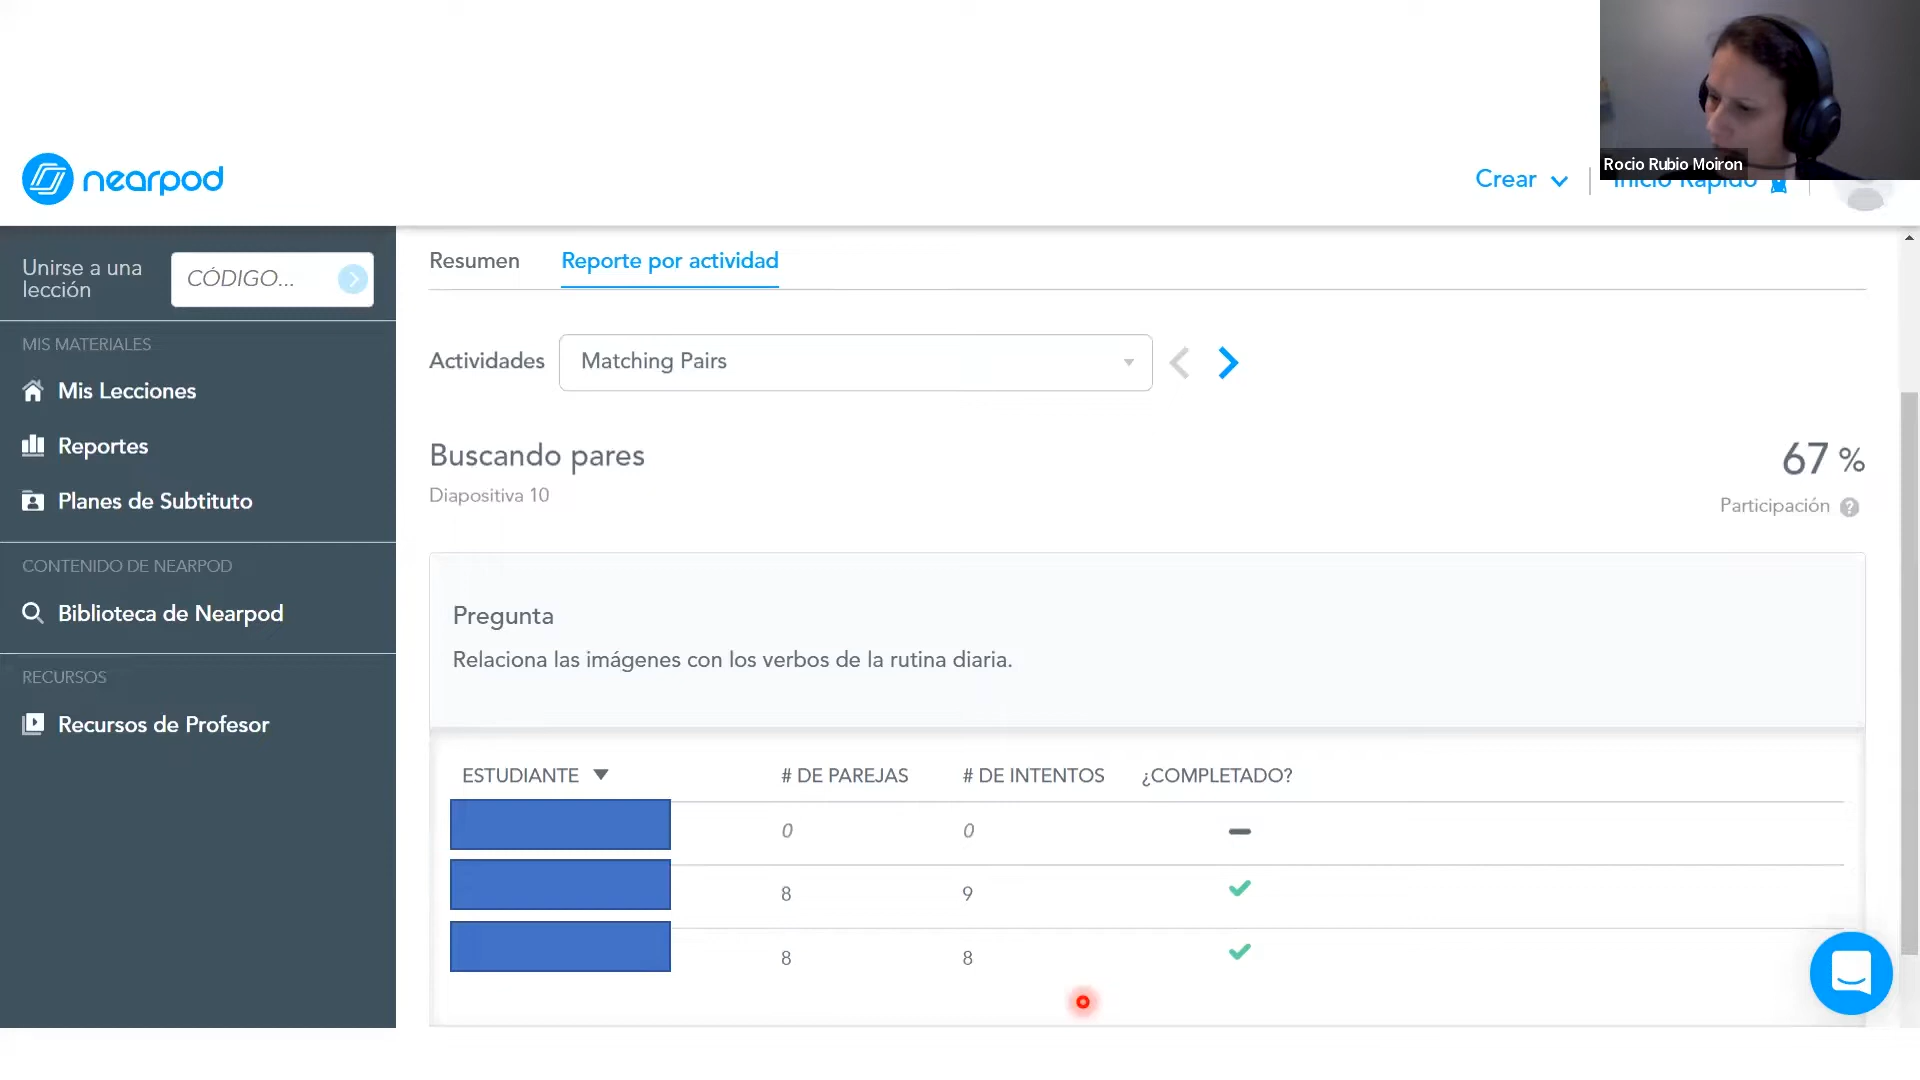 Rocio Rubio Moiron
nearpod
Crear
Inicio Rápido
Unirse a una
lección
CÓDIGO...
MIS MATERIALES
Mis Lecciones
Reportes
Planes de Subtituto
CONTENIDO DE NEARPOD
Biblioteca de Nearpod
RECURSOS
Recursos de Profesor
Resumen
Reporte por actividad
Actividades
Matching Pairs
Buscando pares
Diapositiva 10
67 %
Participación ?
Pregunta
Relaciona las imágenes con los verbos de la rutina diaria.
ESTUDIANTE # DE PAREJAS # DE INTENTOS ¿COMPLETADO?
0 0
8 9
8 8